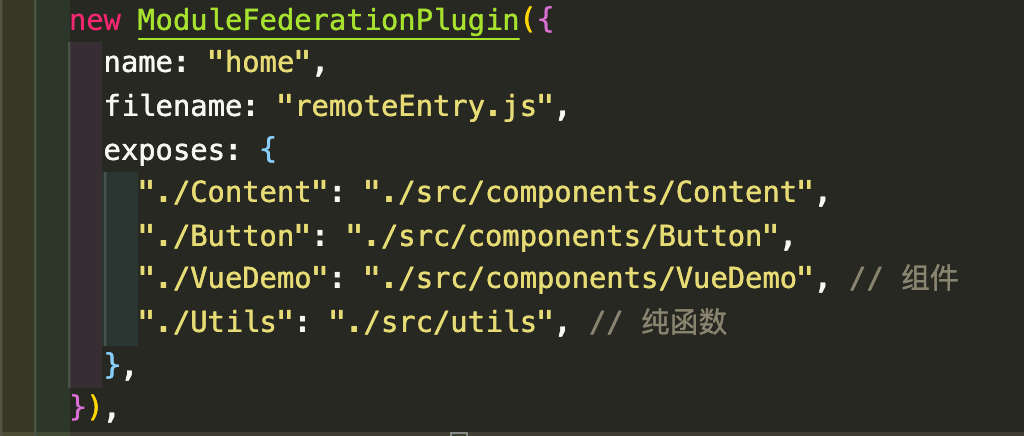 new ModuleFederationPlugin({
name: "home",
filename: "remoteEntry.js",
exposes: {
"./Content": "./src/components/Content",
"./Button": "./src/components/Button",
"./VueDemo": "./src/components/VueDemo", // 组件
"./Utils": "./src/utils", // 纯函数
},
}),